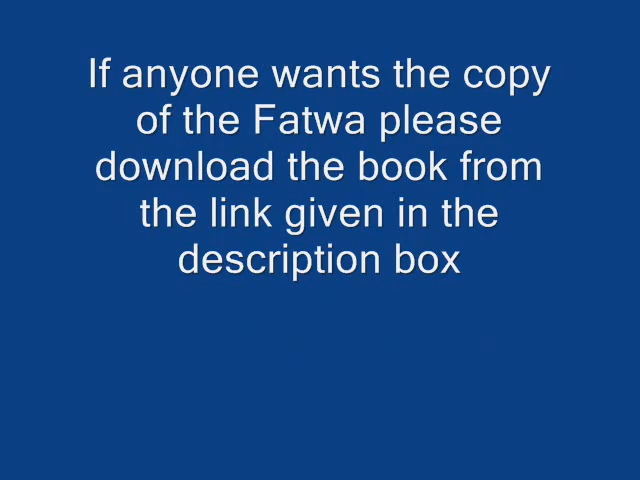 If anyone wants the copy
of the Fatwa please
download the book from
the link given in the
description box